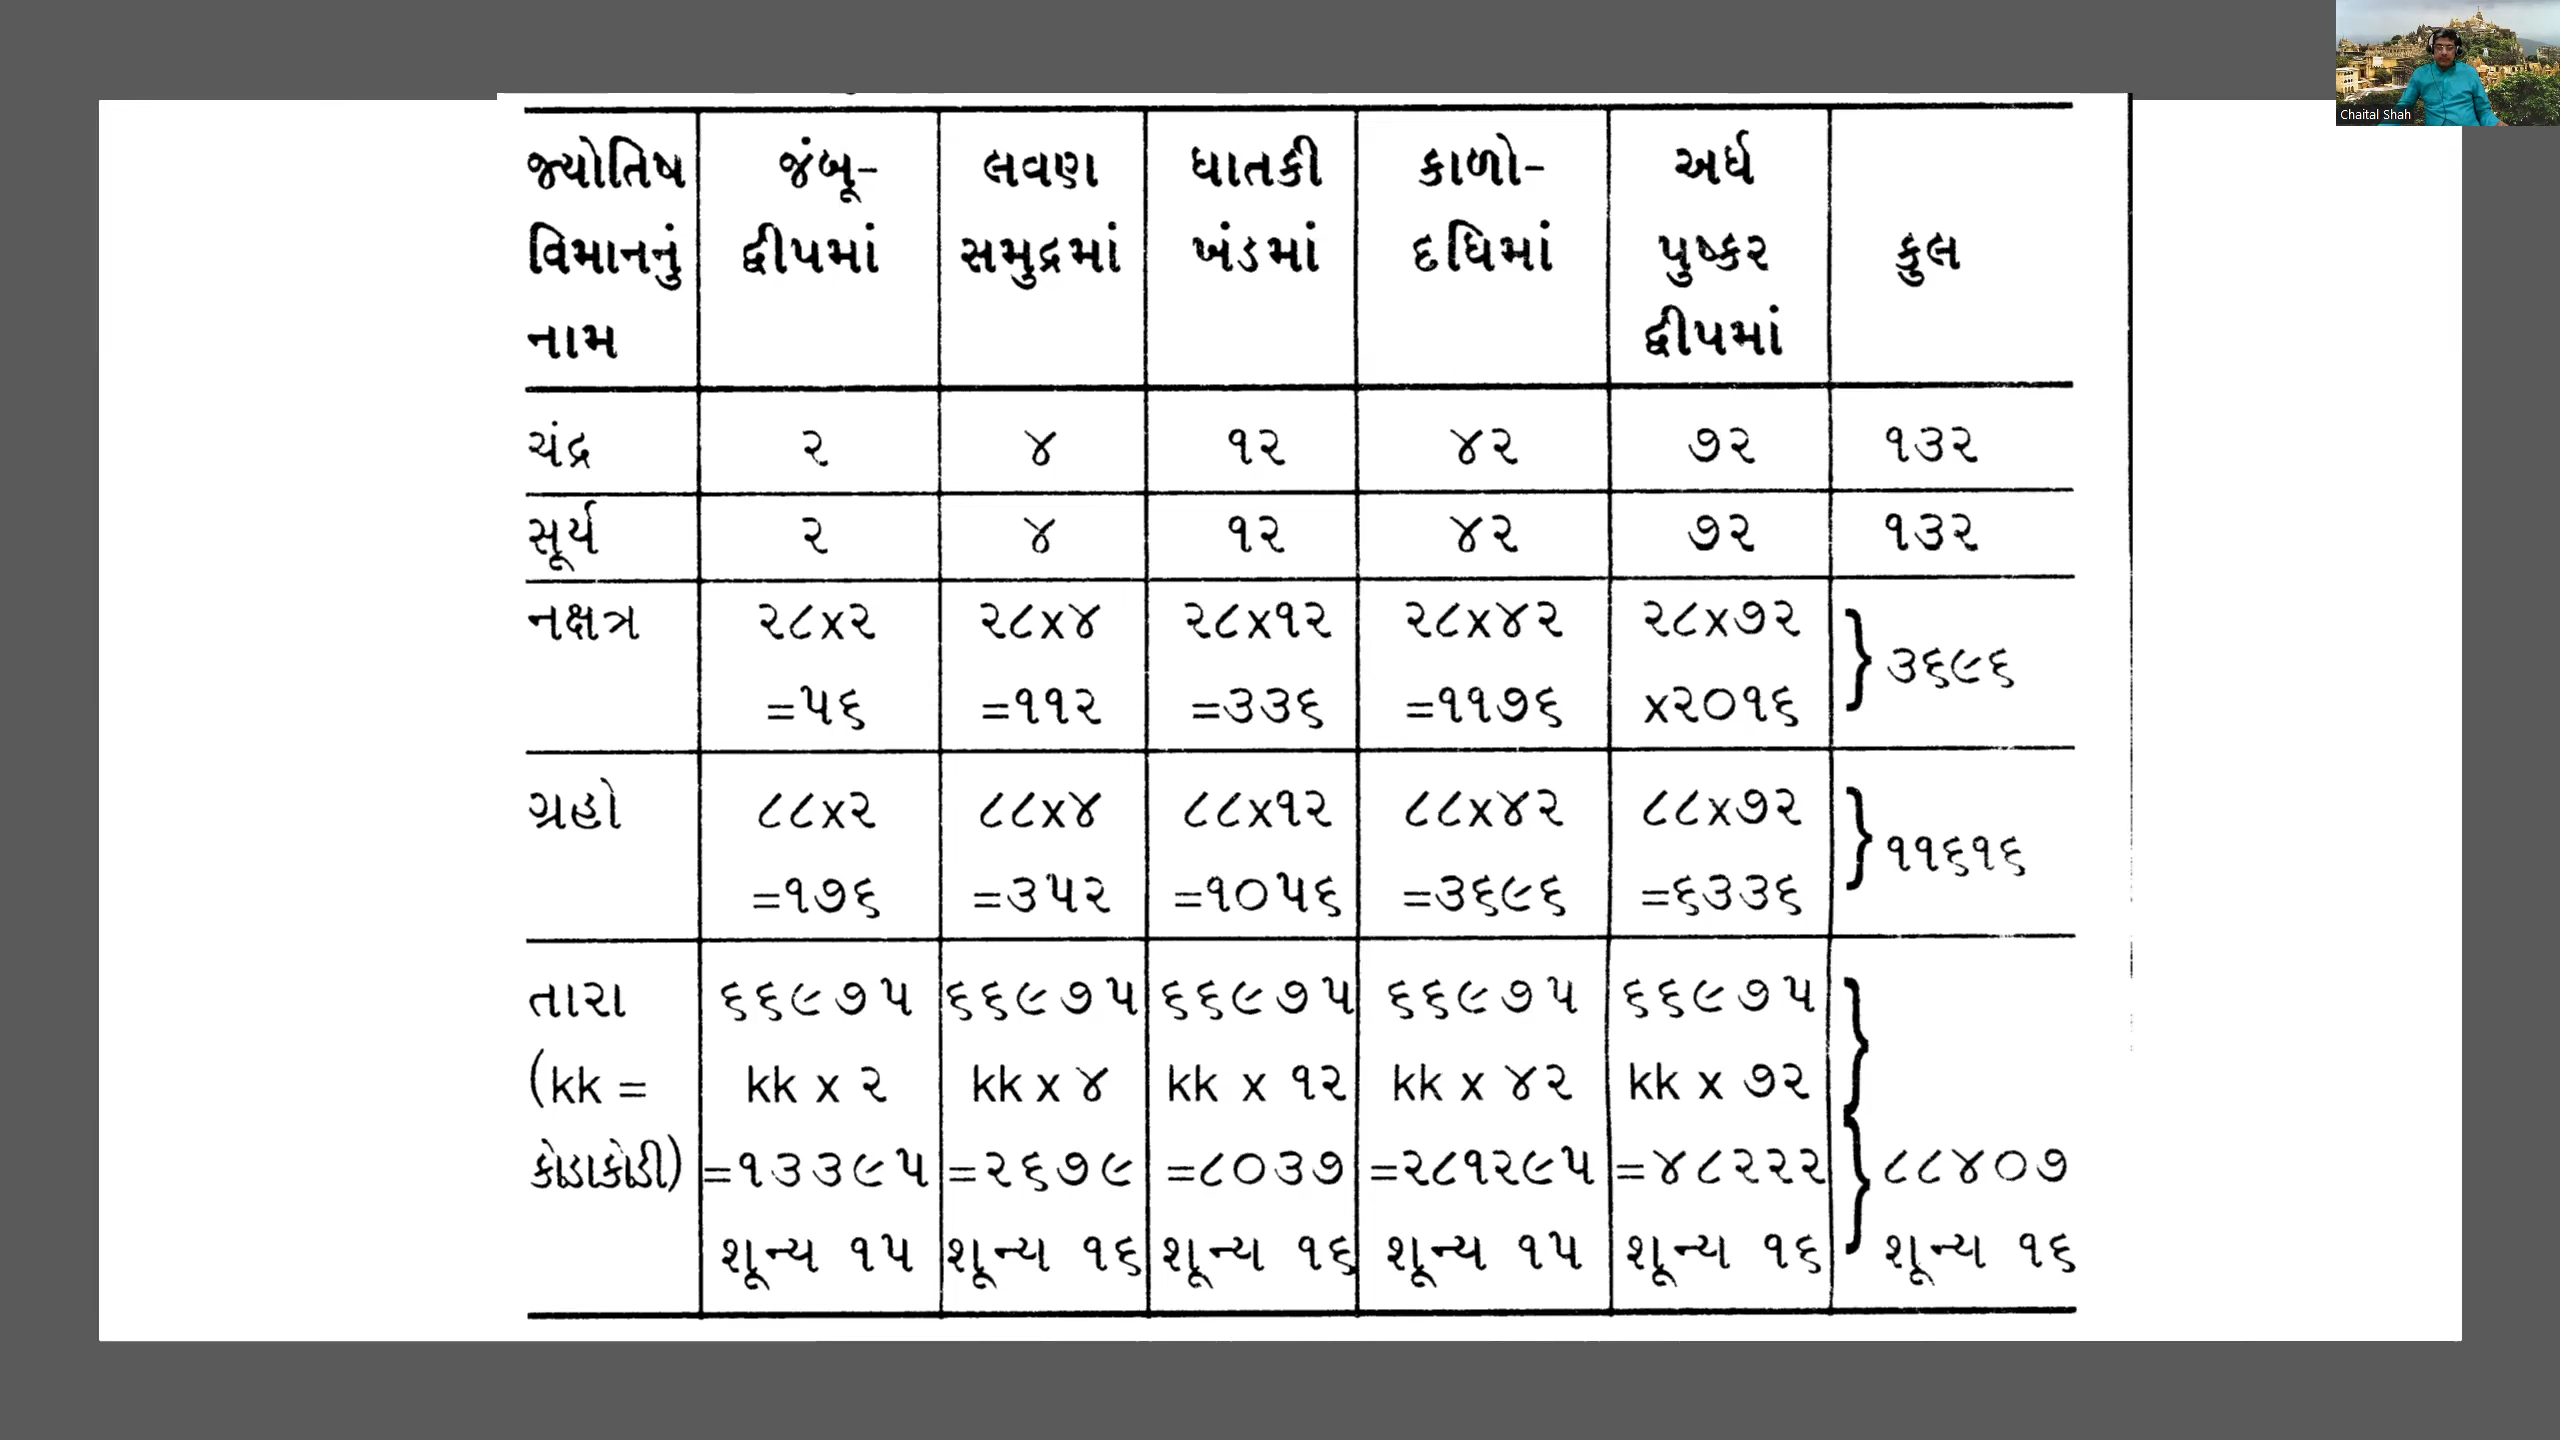 Chaital Shah
જ્યોતિષ જંબૂ- લવણ ધાતકી કાળો- અર્ધ
વિમાનનું દ્વીપમાં સમુદ્રમાં ખંડમાં દધિમાં પુષ્કર કુલ
નામ દ્વીપમાં
ચંદ્ર ૨ ૪ ૧૨ ૪૨ ૭૨ ૧૩૨
સૂર્ય ૨ ૪ ૧૨ ૪૨ ૭૨ ૧૩૨
નક્ષત્ર ૨૮x૨ ૨૮x૪ ૨૮x૧૨ ૨૮x૪૨ ૨૮x૭૨ } ૩૬૯૬
=૫૬ =૧૧૨ =૩૩૬ =૧૧૭૬ x૨૦૧૬
ગ્રહો ૮૮x૨ ૮૮x૪ ૮૮x૧૨ ૮૮x૪૨ ૮૮x૭૨ } ૧૧૬૧૬
=૧૭૬ =૩૫૨ =૧૦૫૬ =૩૬૯૬ =૬૩૩૬
તારા ૬૬૯૭૫ ૬૬૯૭૫ ૬૬૯૭૫ ૬૬૯૭૫ ૬૬૯૭૫ }
(kk = kk x ૨ kk x ૪ kk x ૧૨ kk x ૪૨ kk x ૭૨
કોડાકોડી) =૧૩૩૯૫ =૨૬૭૯ =૮૦૩૭ =૨૮૧૨૯૫ =૪૮૨૨૨ } ૮૮૪૦૭
શૂન્ય ૧૫ શૂન્ય ૧૬ શૂન્ય ૧૬ શૂન્ય ૧૫ શૂન્ય ૧૬ શૂન્ય ૧૬